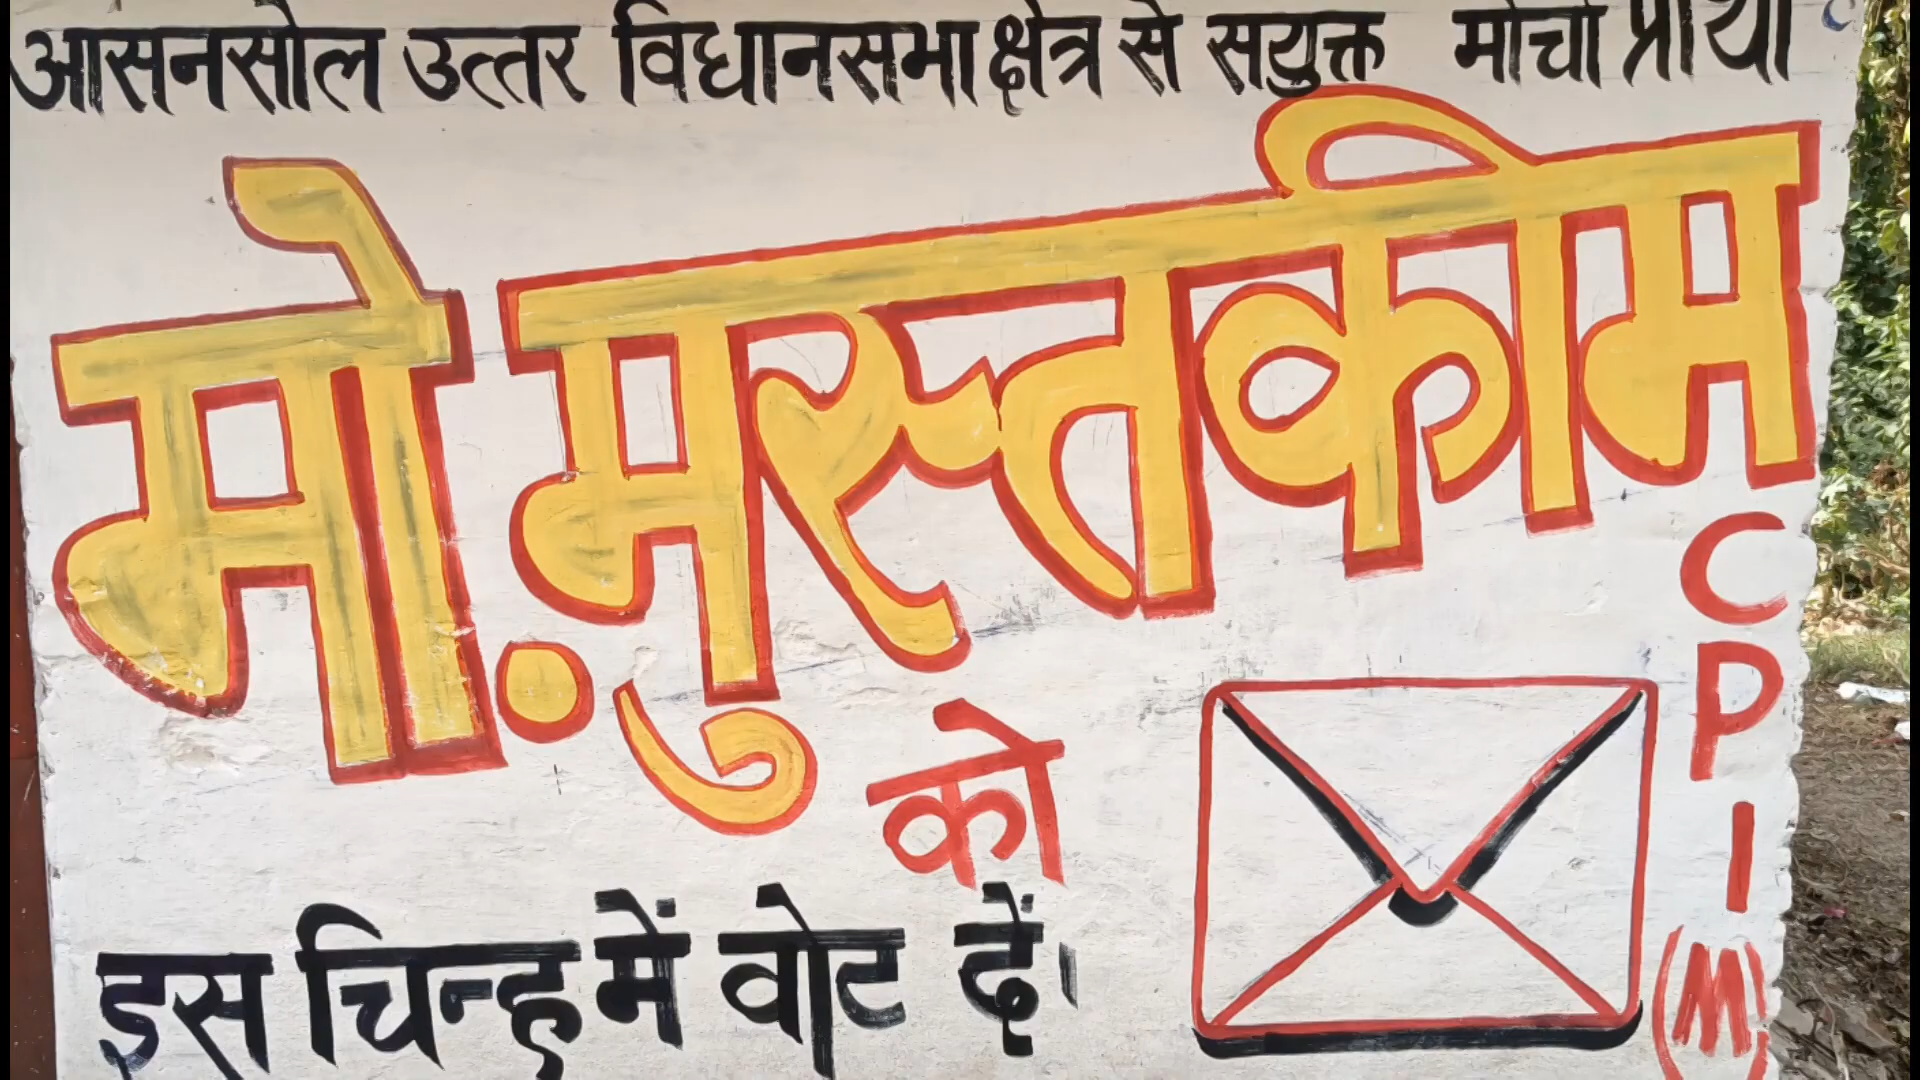 आसनसोल उत्तर विधानसभा क्षेत्र से सयुक्त मोर्चा प्रार्थी
मो. मुस्तकीम
को
इस चिन्ह में वोट दें।
CPI(M)